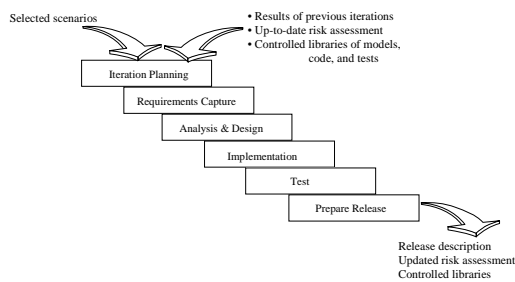 Selected scenarios
• Results of previous iterations
• Up-to-date risk assessment
• Controlled libraries of models,
code, and tests
Iteration Planning
Requirements Capture
Analysis & Design
Implementation
Test
Prepare Release
Release description
Updated risk assessment
Controlled libraries